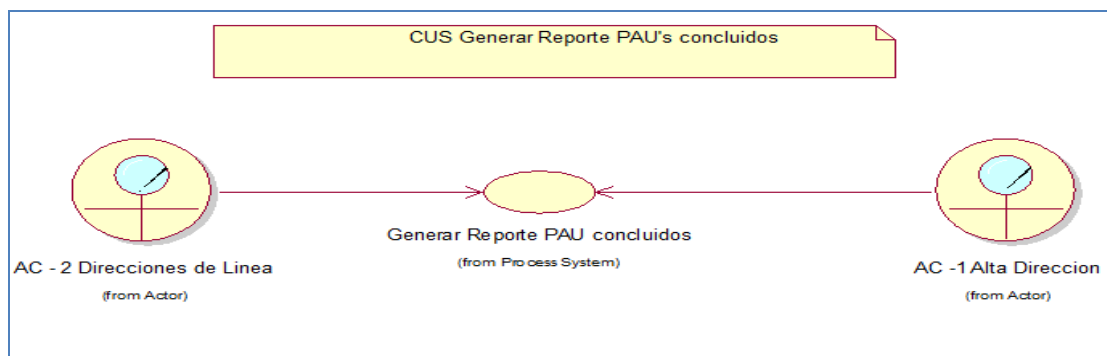 CUS Generar Reporte PAU's concluidos
Generar Reporte PAU concluidos
(from Process System)
AC - 2 Direcciones de Linea
(from Actor)
AC -1 Alta Direccion
(from Actor)